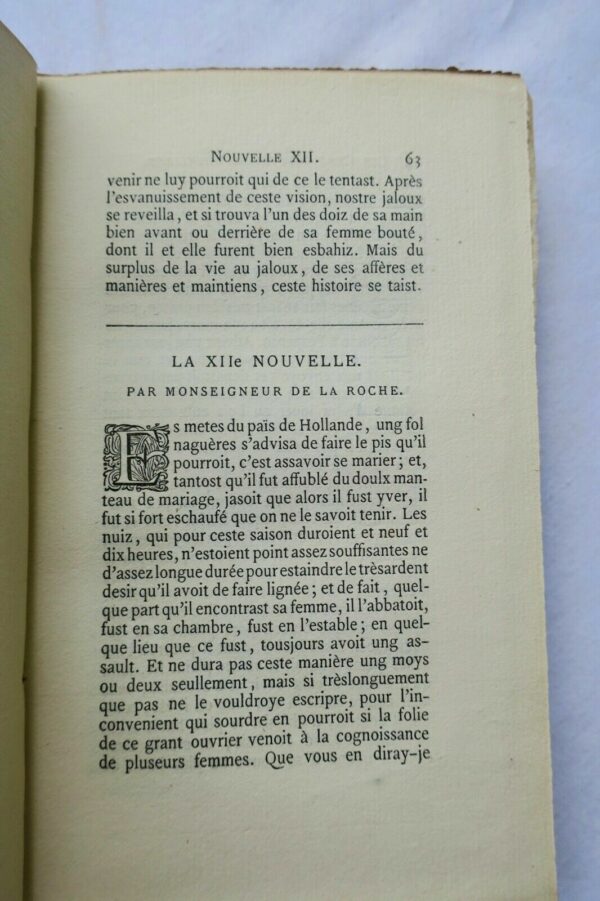 NOUVELLE XII. 63
venir ne luy pourroit qui de ce le tentast. Après
l'esvanuissement de ceste vision, nostre jaloux
se reveilla, et si trouva l'un des doiz de sa main
bien avant ou derrière de sa femme bouté,
dont il et elle furent bien esbahiz. Mais du
surplus de la vie au jaloux, de ses affères et
manières et maintiens, ceste histoire se taist.
LA XIIe NOUVELLE.
PAR MONSEIGNEUR DE LA ROCHE.
Es metes du païs de Hollande, ung fol
naguères s'advisa de faire le pis qu'il
pourroit, c'est assavoir se marier; et,
tantost qu'il fut affublé du doulx man-
teau de mariage, jasoit que alors il fust yver, il
fut si fort eschaufé que on ne le savoit tenir. Les
nuiz, qui pour ceste saison duroient et neuf et
dix heures, n'estoient point assez souffisantes ne
d'assez longue durée pour estaindre le trèsardent
desir qu'il avoit de faire lignée; et de fait, quel-
que part qu'il encontrast sa femme, il l'abbatoit,
fust en sa chambre, fust en l'estable; en quel-
que lieu que ce fust, tousjours avoit ung as-
sault. Et ne dura pas ceste manière ung moys
ou deux seullement, mais si trèslonguement
que pas ne le vouldroye escripre, pour l'in-
convenient qui sourdre en pourroit si la folie
de ce grant ouvrier venoit à la cognoissance
de pluseurs femmes. Que vous en diray-je